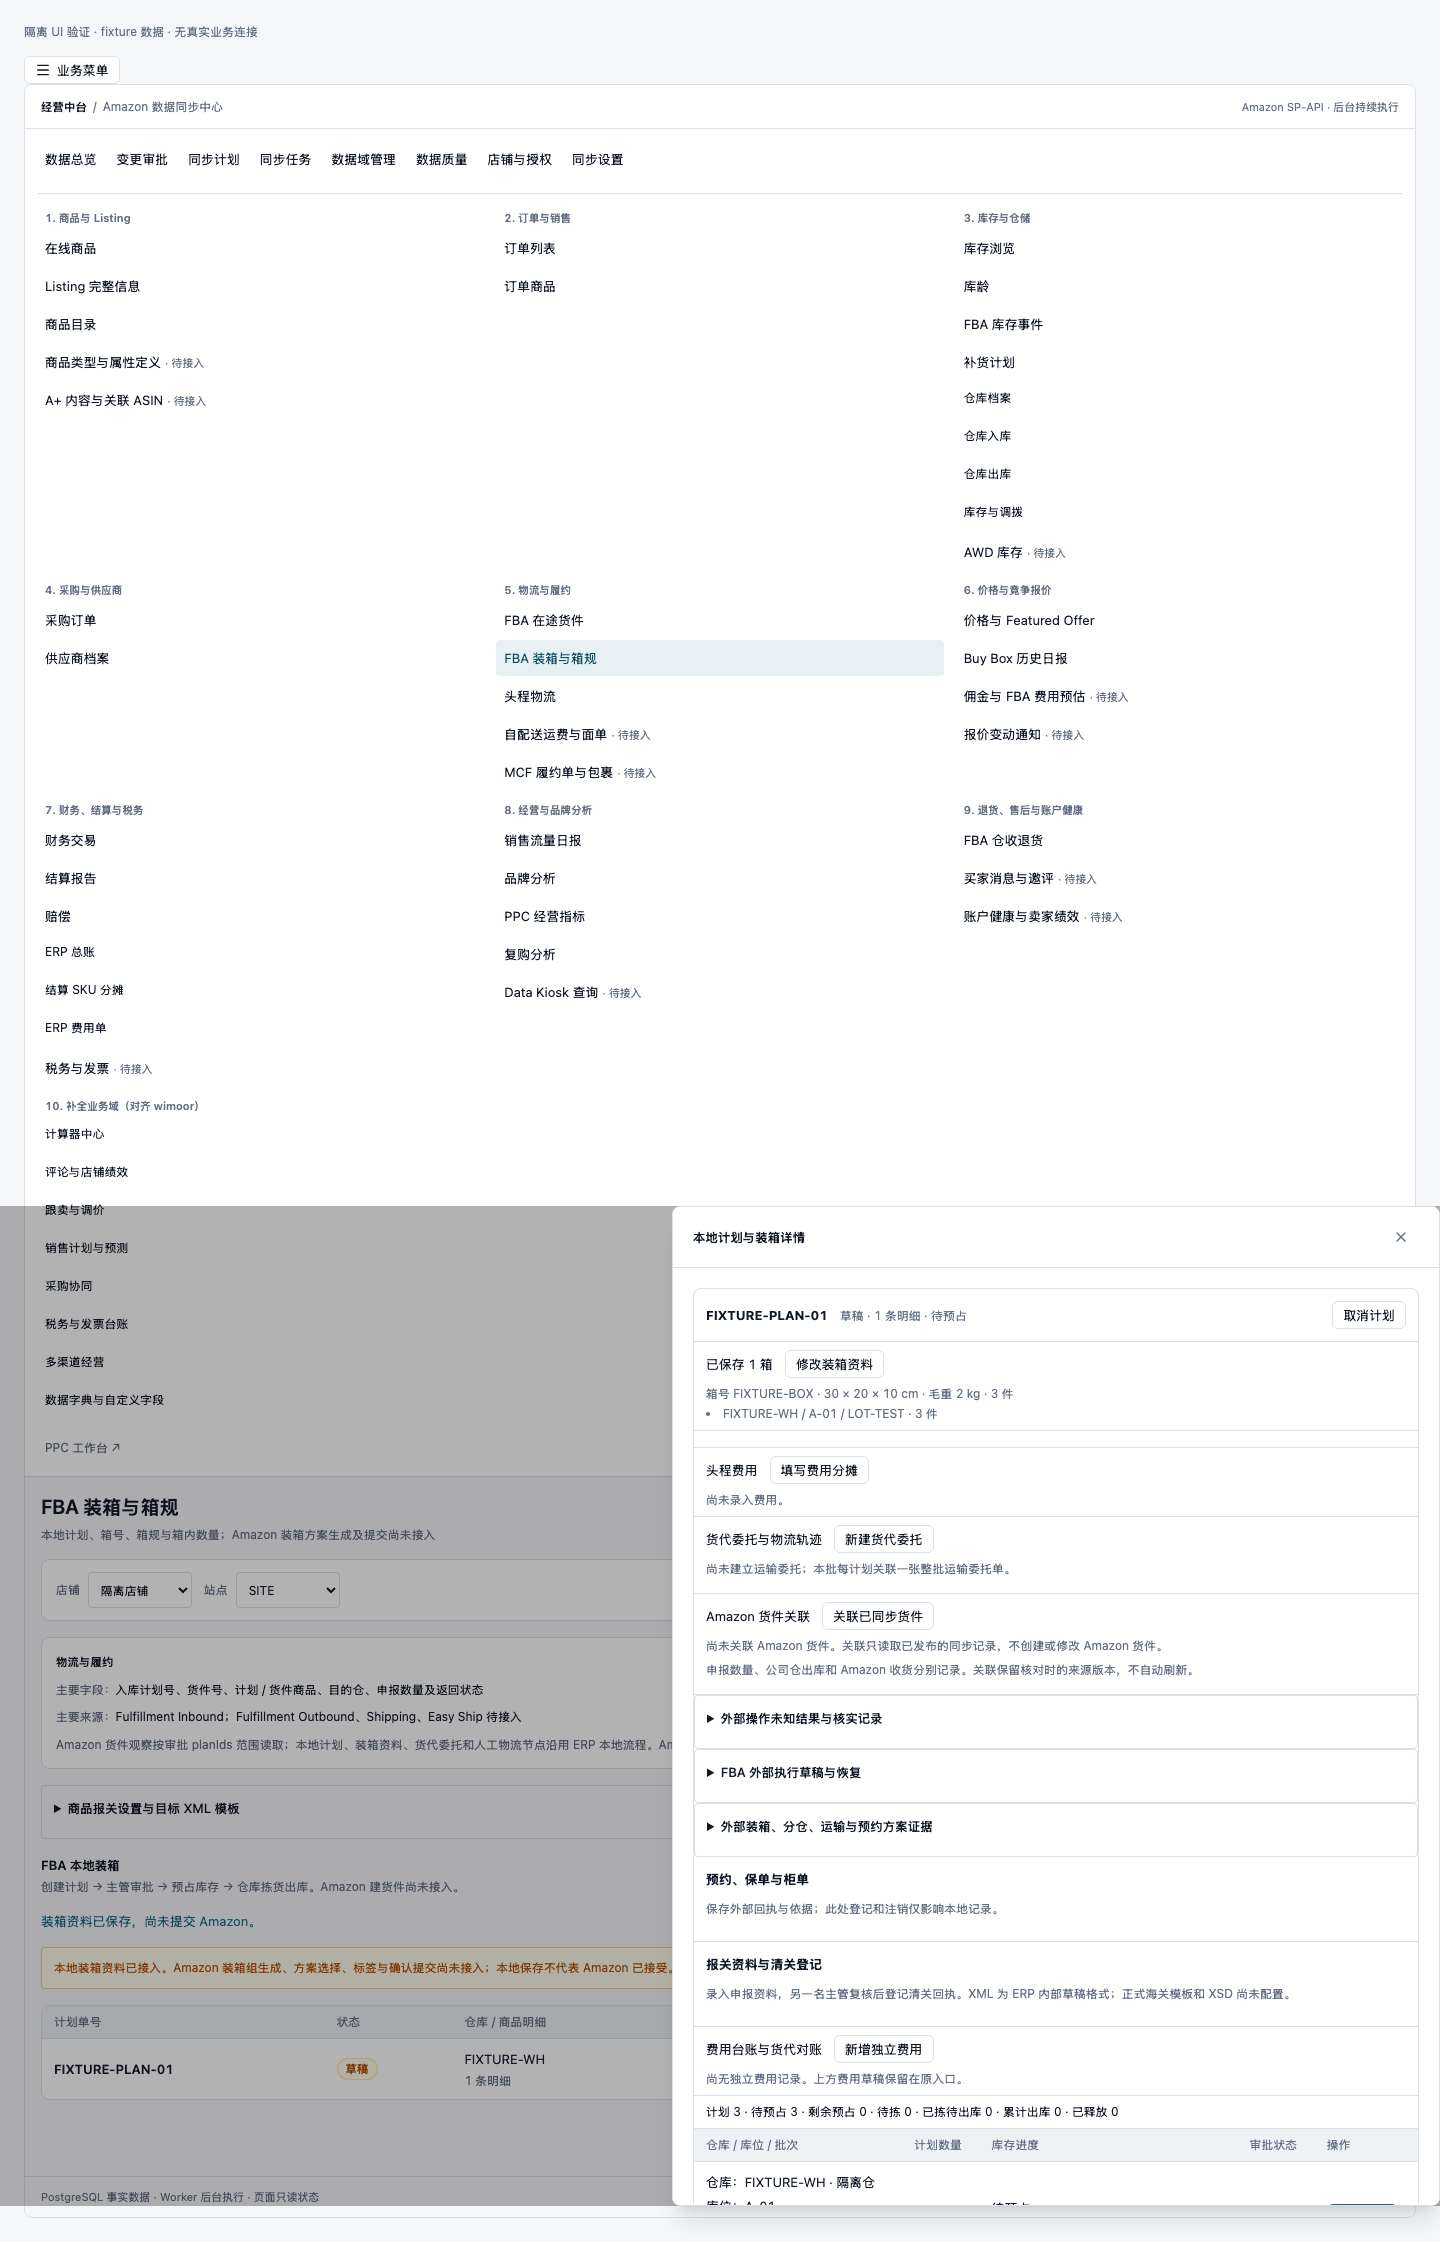 隔离 UI 验证 · fixture 数据 · 无真实业务连接
☰ 业务菜单
经营中台 / Amazon 数据同步中心
Amazon SP-API · 后台持续执行
数据总览 变更审批 同步计划 同步任务 数据域管理 数据质量 店铺与授权 同步设置
1. 商品与 Listing
在线商品
Listing 完整信息
商品目录
商品类型与属性定义 · 待接入
A+ 内容与关联 ASIN · 待接入
2. 订单与销售
订单列表
订单商品
3. 库存与仓储
库存浏览
库龄
FBA 库存事件
补货计划
仓库档案
仓库入库
仓库出库
库存与调拨
AWD 库存 · 待接入
4. 采购与供应商
采购订单
供应商档案
5. 物流与履约
FBA 在途货件
FBA 装箱与箱规
头程物流
自配送运费与面单 · 待接入
MCF 履约单与包裹 · 待接入
6. 价格与竞争报价
价格与 Featured Offer
Buy Box 历史日报
佣金与 FBA 费用预估 · 待接入
报价变动通知 · 待接入
7. 财务、结算与税务
财务交易
结算报告
赔偿
ERP 总账
结算 SKU 分摊
ERP 费用单
税务与发票 · 待接入
8. 经营与品牌分析
销售流量日报
品牌分析
PPC 经营指标
复购分析
Data Kiosk 查询 · 待接入
9. 退货、售后与账户健康
FBA 仓收退货
买家消息与邀评 · 待接入
账户健康与卖家绩效 · 待接入
10. 补全业务域（对齐 wimoor）
计算器中心
评论与店铺绩效
跟卖与调价
销售计划与预测
采购协同
税务与发票台账
多渠道经营
数据字典与自定义字段
PPC 工作台 ↗
FBA 装箱与箱规
本地计划、箱号、箱规与箱内数量；Amazon 装箱方案生成及提交尚未接入
店铺 隔离店铺 站点 SITE
物流与履约
主要字段：入库计划号、货件号、计划 / 货件商品、目的仓、申报数量及返回状态
主要来源：Fulfillment Inbound；Fulfillment Outbound、Shipping、Easy Ship 待接入
Amazon 货件观察按审批 planIds 范围读取；本地计划、装箱资料、货代委托和人工物流节点沿用 ERP 本地流程。
▶ 商品报关设置与目标 XML 模板
FBA 本地装箱
创建计划 → 主管审批 → 预占库存 → 仓库拣货出库。Amazon 建货件尚未接入。
装箱资料已保存，尚未提交 Amazon。
本地装箱资料已接入。Amazon 装箱组生成、方案选择、标签与确认提交尚未接入；本地保存不代表 Amazon 已接受。
计划单号 状态 仓库 / 商品明细
FIXTURE-PLAN-01 草稿 FIXTURE-WH
1 条明细
PostgreSQL 事实数据 · Worker 后台执行 · 页面只读状态
本地计划与装箱详情 ×
FIXTURE-PLAN-01 草稿 · 1 条明细 · 待预占 取消计划
已保存 1 箱 修改装箱资料
箱号 FIXTURE-BOX · 30 × 20 × 10 cm · 毛重 2 kg · 3 件
• FIXTURE-WH / A-01 / LOT-TEST · 3 件
头程费用 填写费用分摊
尚未录入费用。
货代委托与物流轨迹 新建货代委托
尚未建立运输委托；本批每计划关联一张整批运输委托单。
Amazon 货件关联 关联已同步货件
尚未关联 Amazon 货件。关联只读取已发布的同步记录，不创建或修改 Amazon 货件。
申报数量、公司仓出库和 Amazon 收货分别记录。关联保留核对时的来源版本，不自动刷新。
▶ 外部操作未知结果与核实记录
▶ FBA 外部执行草稿与恢复
▶ 外部装箱、分仓、运输与预约方案证据
预约、保单与柜单
保存外部回执与依据；此处登记和注销仅影响本地记录。
报关资料与清关登记
录入申报资料，另一名主管复核后登记清关回执。XML 为 ERP 内部草稿格式；正式海关模板和 XSD 尚未配置。
费用台账与货代对账 新增独立费用
尚无独立费用记录。上方费用草稿保留在原入口。
计划 3 · 待预占 3 · 剩余预占 0 · 待拣 0 · 已拣待出库 0 · 累计出库 0 · 已释放 0
仓库 / 库位 / 批次 计划数量 库存进度 审批状态 操作
仓库：FIXTURE-WH · 隔离仓